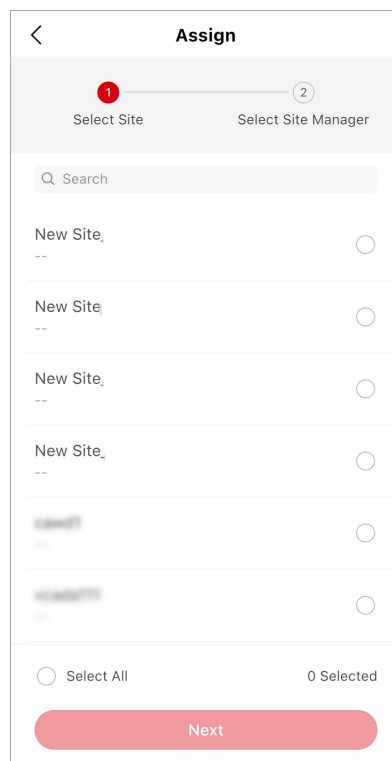 Assign
1
2
Select Site
Select Site Manager
Search
New Site
--
New Site
--
New Site
--
New Site
--
Select All
0 Selected
Next